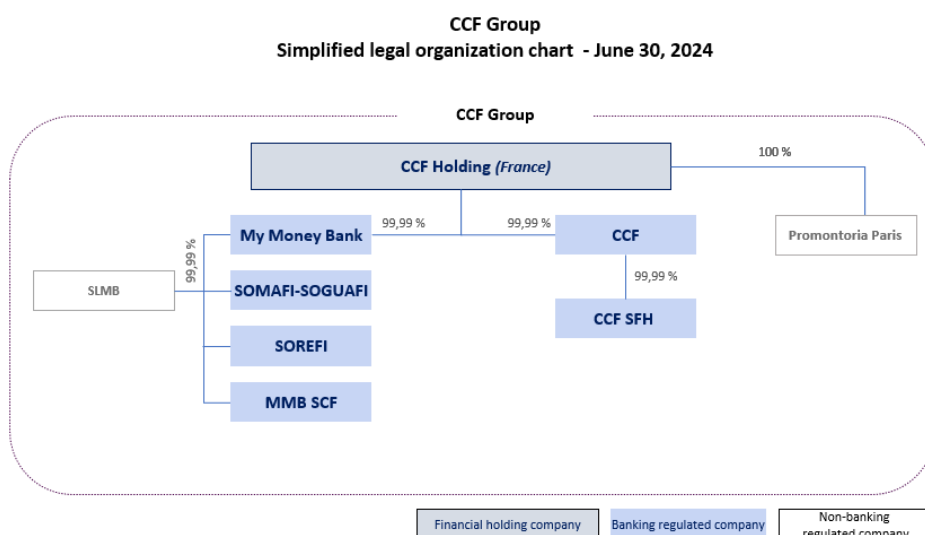 CCF Group
Simplified legal organization chart - June 30, 2024
CCF Group
CCF Holding (France)
100 %
99,99 %
99,99 %
My Money Bank
CCF
Promontoria Paris
99,99 %
99,99 %
SLMB
SOMAFI-SOGUAFI
CCF SFH
SOREFI
MMB SCF
Financial holding company
Banking regulated company
Non-banking
regulated company